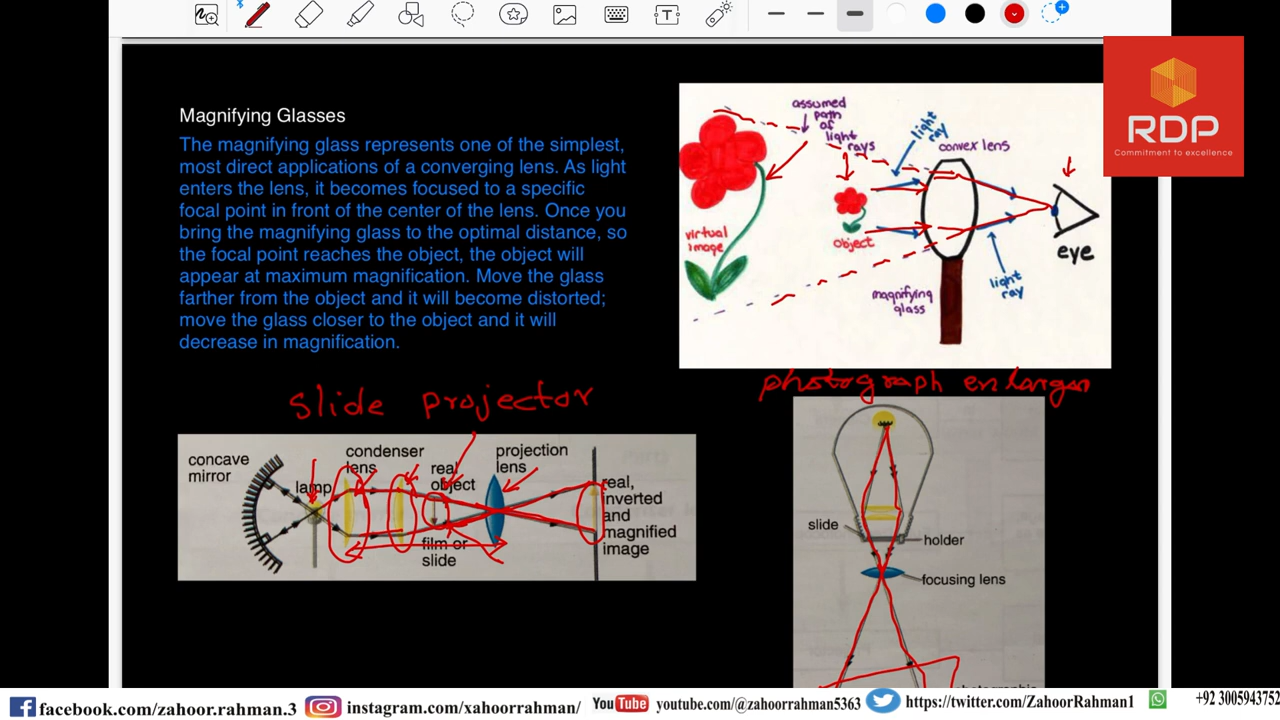 RDP
Commitment to excellence
Magnifying Glasses
The magnifying glass represents one of the simplest,
most direct applications of a converging lens. As light
enters the lens, it becomes focused to a specific
focal point in front of the center of the lens. Once you
bring the magnifying glass to the optimal distance, so
the focal point reaches the object, the object will
appear at maximum magnification. Move the glass
farther from the object and it will become distorted;
move the glass closer to the object and it will
decrease in magnification.
assumed
path
of
light
rays
light
ray
convex lens
virtual
image
object
eye
magnifying
glass
light
ray
slide projector
photograph enlarger
concave
mirror
lamp
condenser
lens
real
object
projection
lens
film or
slide
real,
inverted
and
magnified
image
slide
holder
focusing lens
facebook.com/zahoor.rahman.3
instagram.com/xahoorrahman/
YouTube
youtube.com/@zahoorrahman5363
https://twitter.com/ZahoorRahman1
+92 3005943752